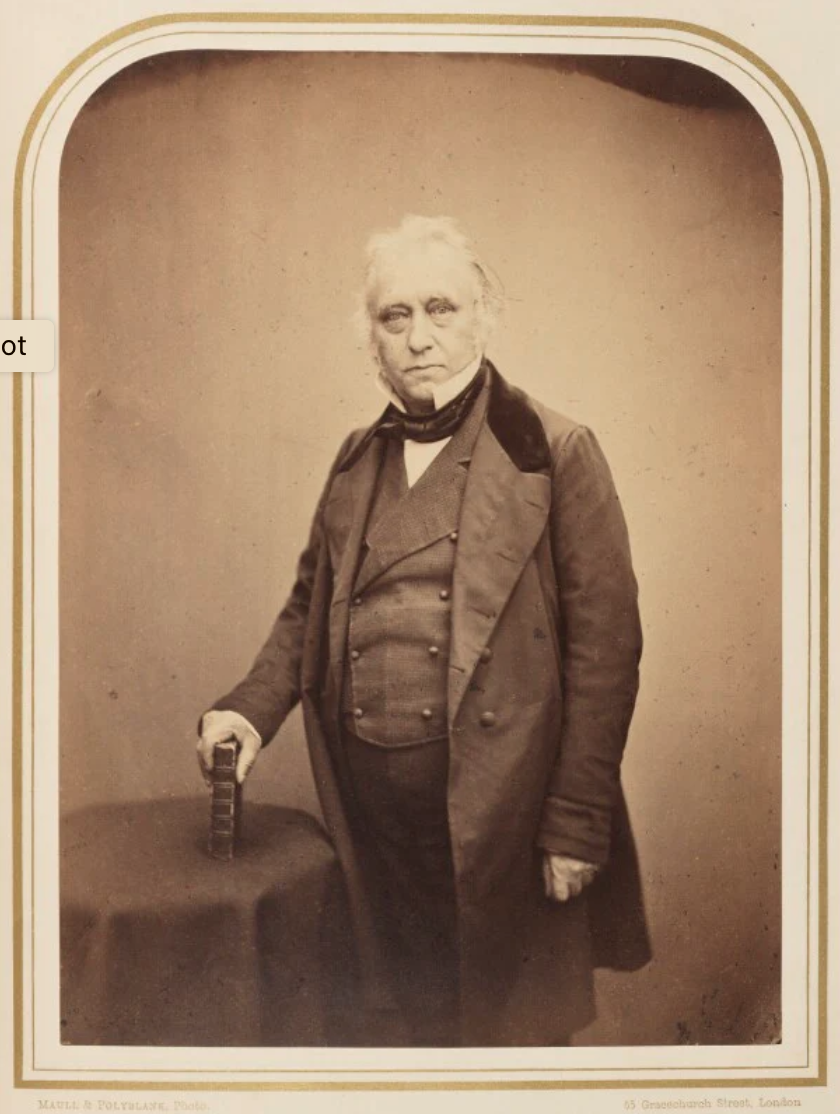 ot
MAULL & POLYBLANK, Photo.
55 Gracechurch Street, London